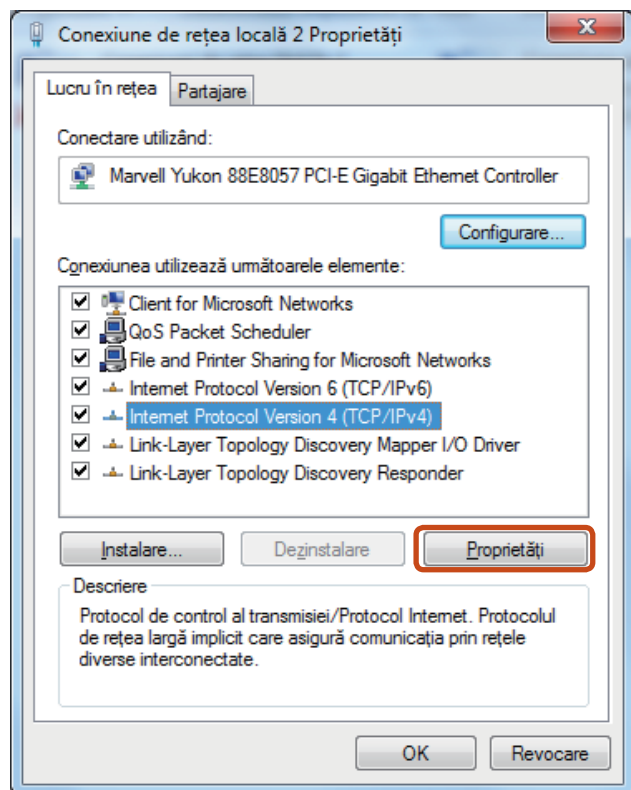 Conexiune de rețea locală 2 Proprietăți
Lucru în rețea
Partajare
Conectare utilizând:
Marvell Yukon 88E8057 PCI-E Gigabit Ethernet Controller
Configurare...
Conexiunea utilizează următoarele elemente:
Client for Microsoft Networks
QoS Packet Scheduler
File and Printer Sharing for Microsoft Networks
Internet Protocol Version 6 (TCP/IPv6)
Internet Protocol Version 4 (TCP/IPv4)
Link-Layer Topology Discovery Mapper I/O Driver
Link-Layer Topology Discovery Responder
Instalare...
Dezinstalare
Proprietăți
Descriere
Protocol de control al transmisiei/Protocol Internet. Protocolul
de rețea largă implicit care asigură comunicația prin rețele
diverse interconectate.
OK
Revocare